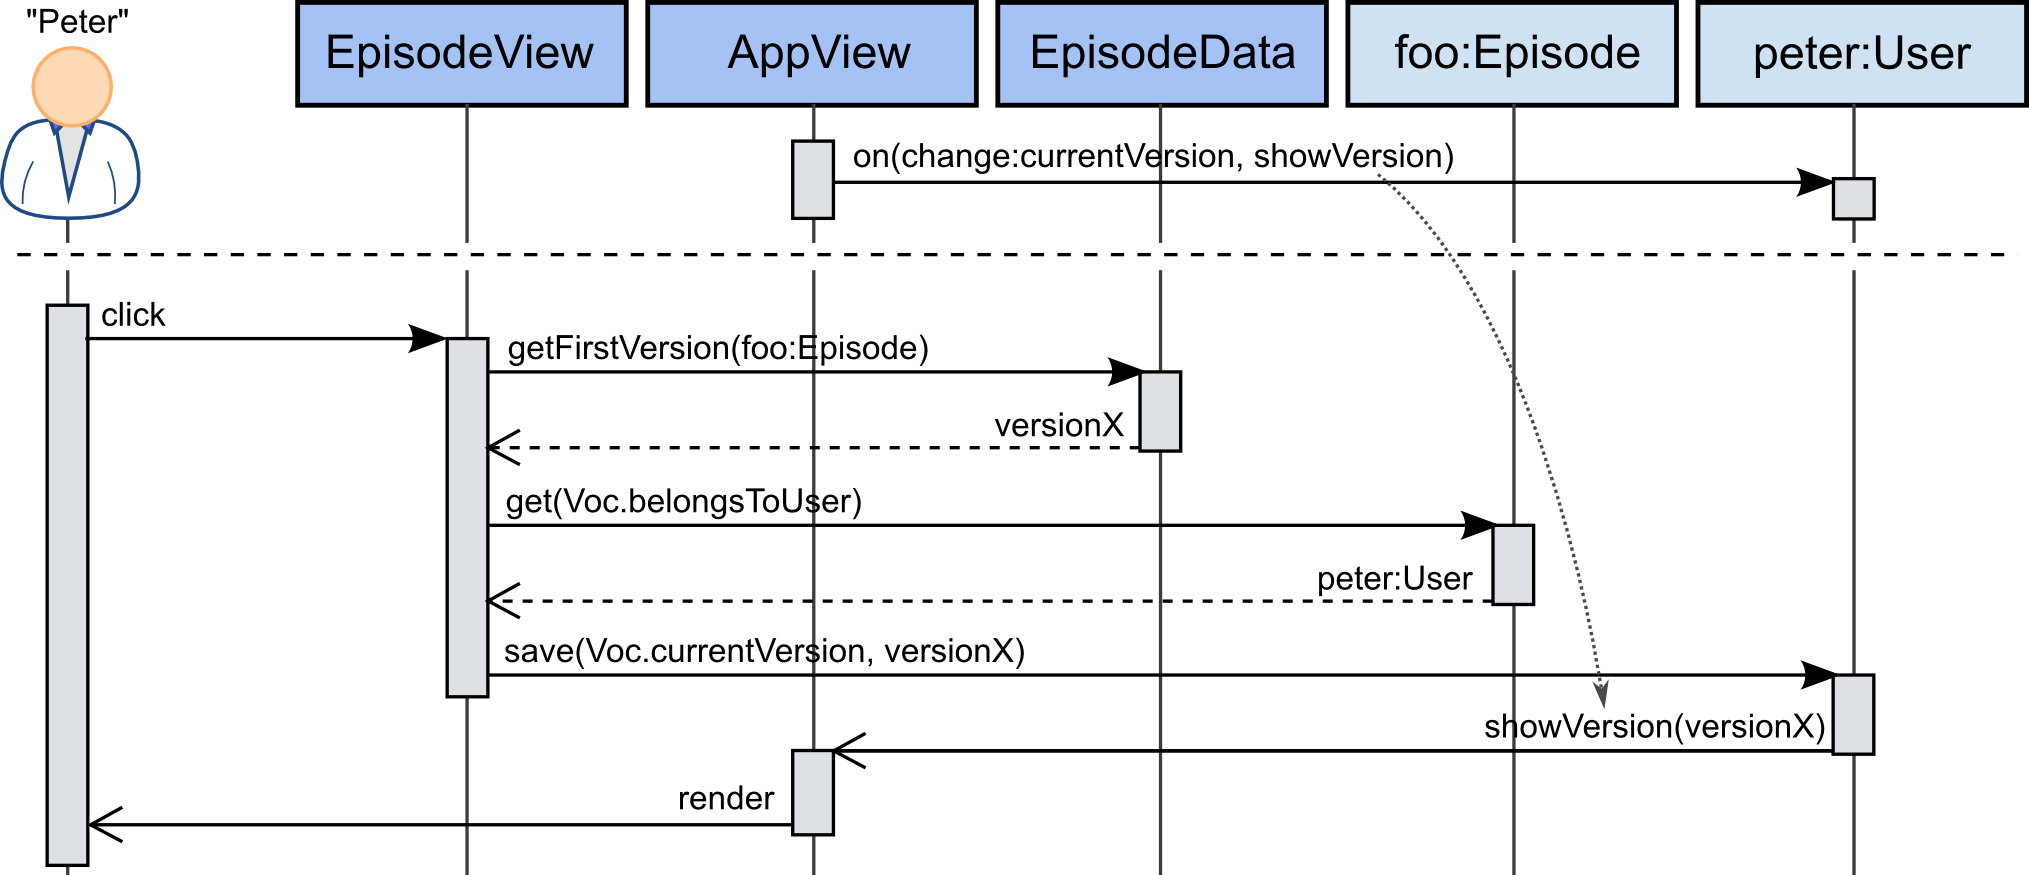 "Peter"
EpisodeView
AppView
EpisodeData
foo:Episode
peter:User
on(change:currentVersion, showVersion)
click
getFirstVersion(foo:Episode)
versionX
get(Voc.belongsToUser)
peter:User
save(Voc.currentVersion, versionX)
showVersion(versionX)
render